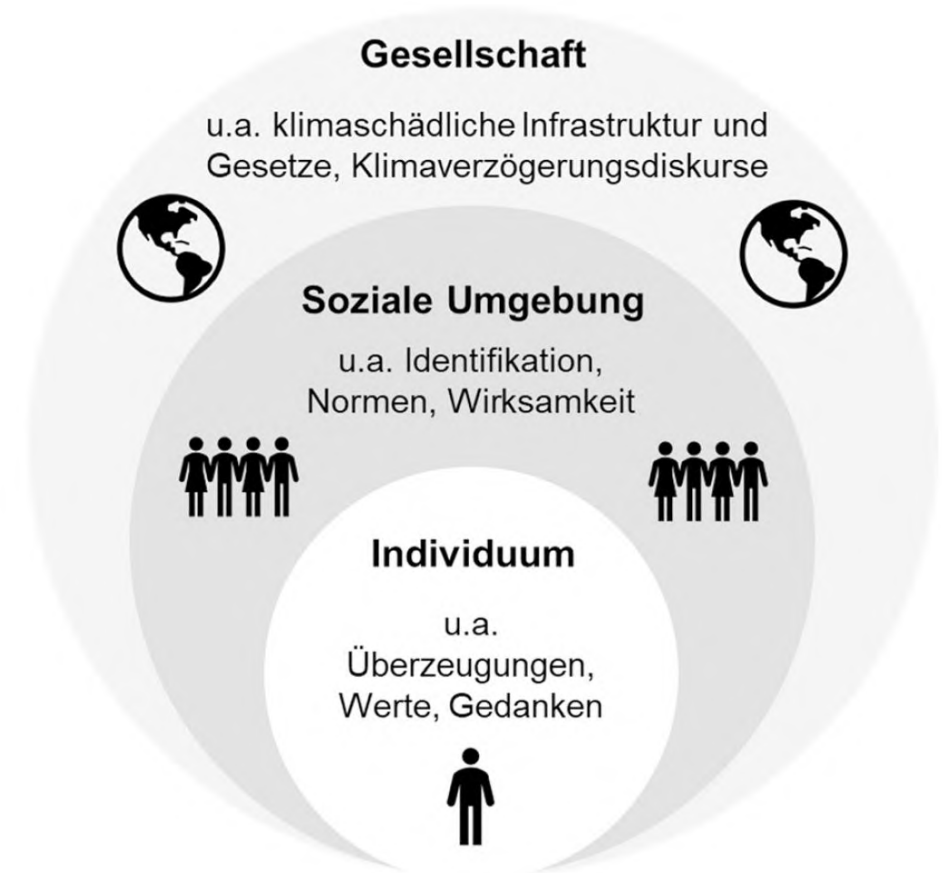 Gesellschaft
u.a. klimaschädliche Infrastruktur und
Gesetze, Klimaverzögerungsdiskurse
Soziale Umgebung
u.a. Identifikation,
Normen, Wirksamkeit
Individuum
u.a.
Überzeugungen,
Werte, Gedanken